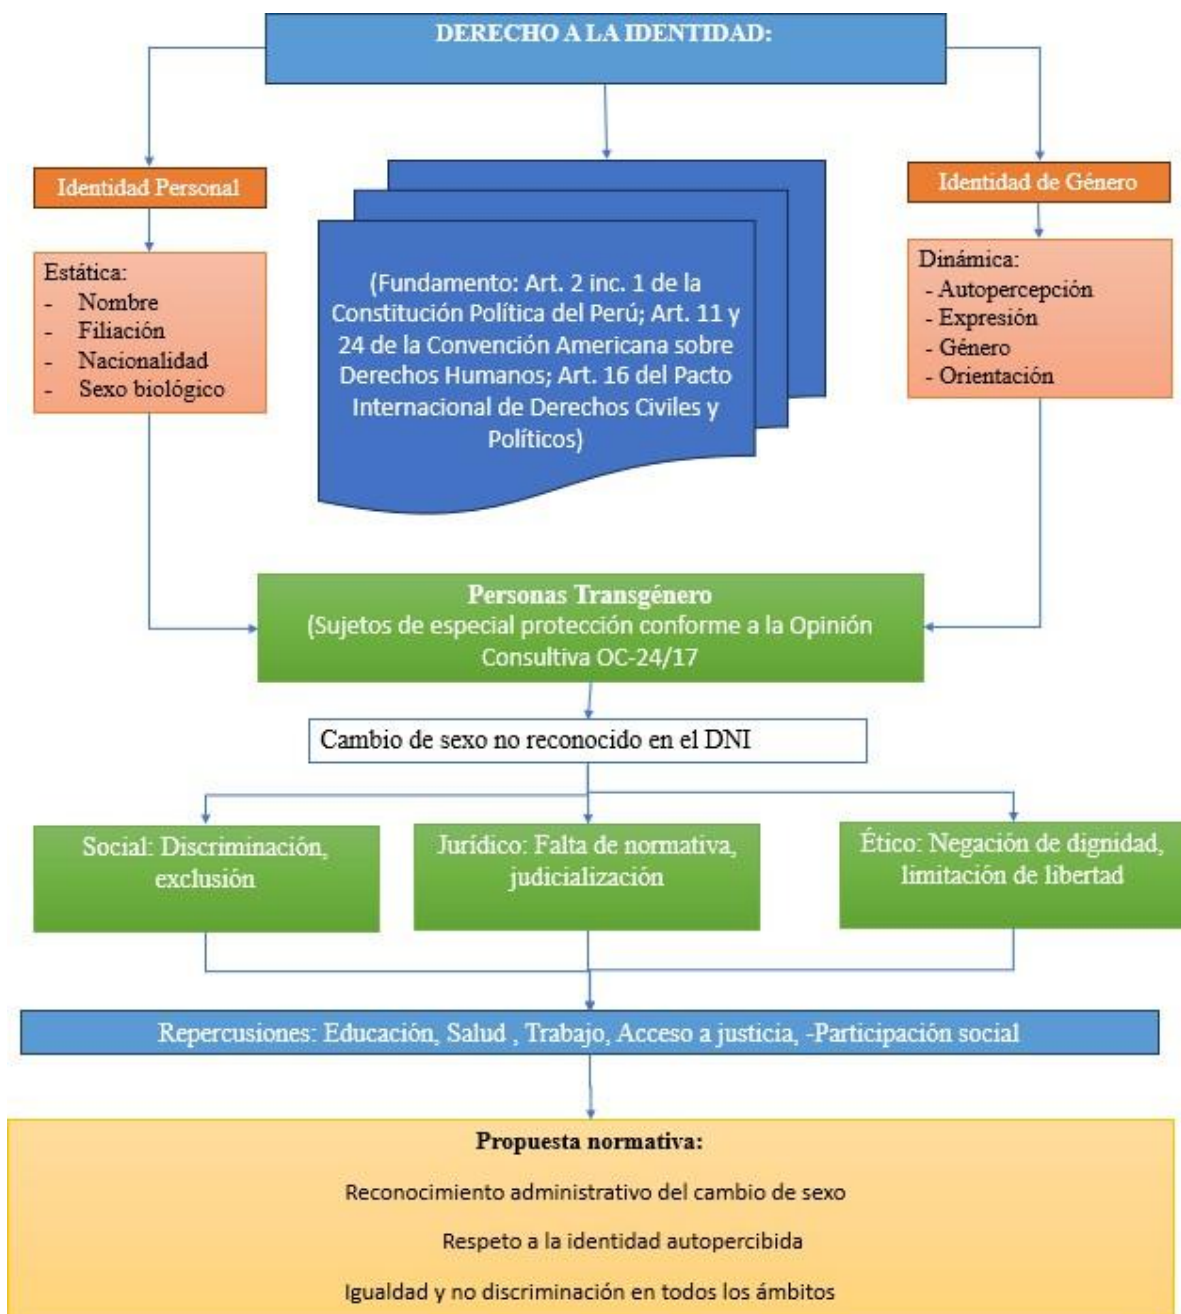 DERECHO A LA IDENTIDAD:
Identidad Personal
Identidad de Género
Estática:
- Nombre
- Filiación
- Nacionalidad
- Sexo biológico
(Fundamento: Art. 2 inc. 1 de la
Constitución Política del Perú; Art. 11 y
24 de la Convención Americana sobre
Derechos Humanos; Art. 16 del Pacto
Internacional de Derechos Civiles y
Políticos)
Dinámica:
- Autopercepción
- Expresión
- Género
- Orientación
Personas Transgénero
(Sujetos de especial protección conforme a la Opinión
Consultiva OC-24/17
Cambio de sexo no reconocido en el DNI
Social: Discriminación,
exclusión
Jurídico: Falta de normativa,
judicialización
Ético: Negación de dignidad,
limitación de libertad
Repercusiones: Educación, Salud , Trabajo, Acceso a justicia, -Participación social
Propuesta normativa:
Reconocimiento administrativo del cambio de sexo
Respeto a la identidad autopercibida
Igualdad y no discriminación en todos los ámbitos